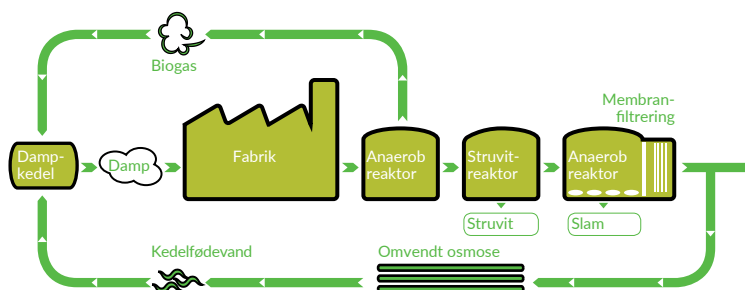 Biogas
Membran-
filtrering
Damp-
kedel
Damp
Fabrik
Anaerob
reaktor
Struvit-
reaktor
Anaerob
reaktor
Struvit
Slam
Kedelfødevand
Omvendt osmose